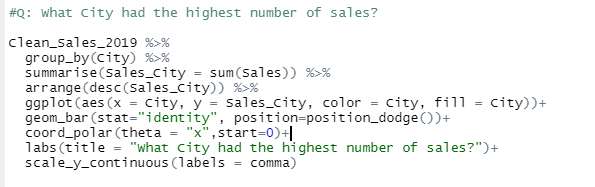 #Q: What City had the highest number of sales?
Clean_Sales_2019 %>%
group_by(City) %>%
summarise(Sales_City = sum(Sales)) %>%
arrange(desc(Sales_City)) %>%
ggplot(aes(x = City, y = Sales_City, color = City, fill = City))+
geom_bar(stat="identity", position=position_dodge())+
coord_polar(theta = "x",start=0)+
labs(title = "What City had the highest number of sales?")+
scale_y_continuous(labels = comma)